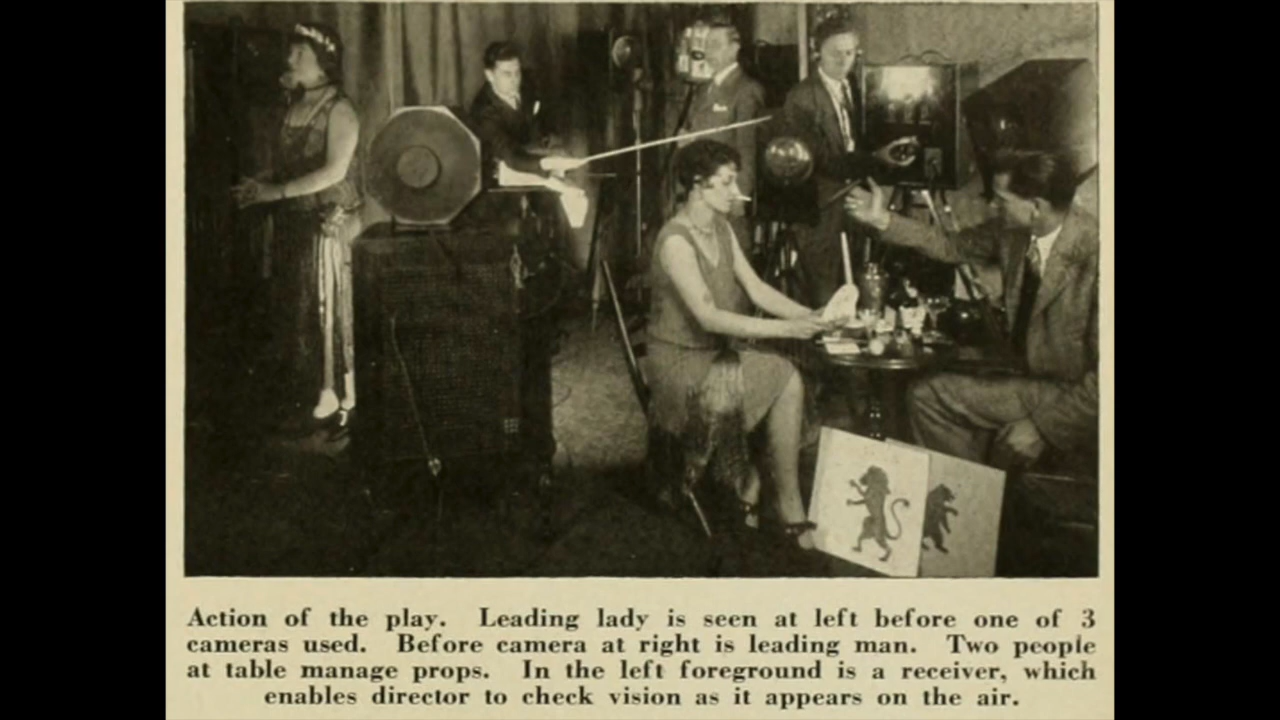 Action of the play. Leading lady is seen at left before one of 3
cameras used. Before camera at right is leading man. Two people
at table manage props. In the left foreground is a receiver, which
enables director to check vision as it appears on the air.